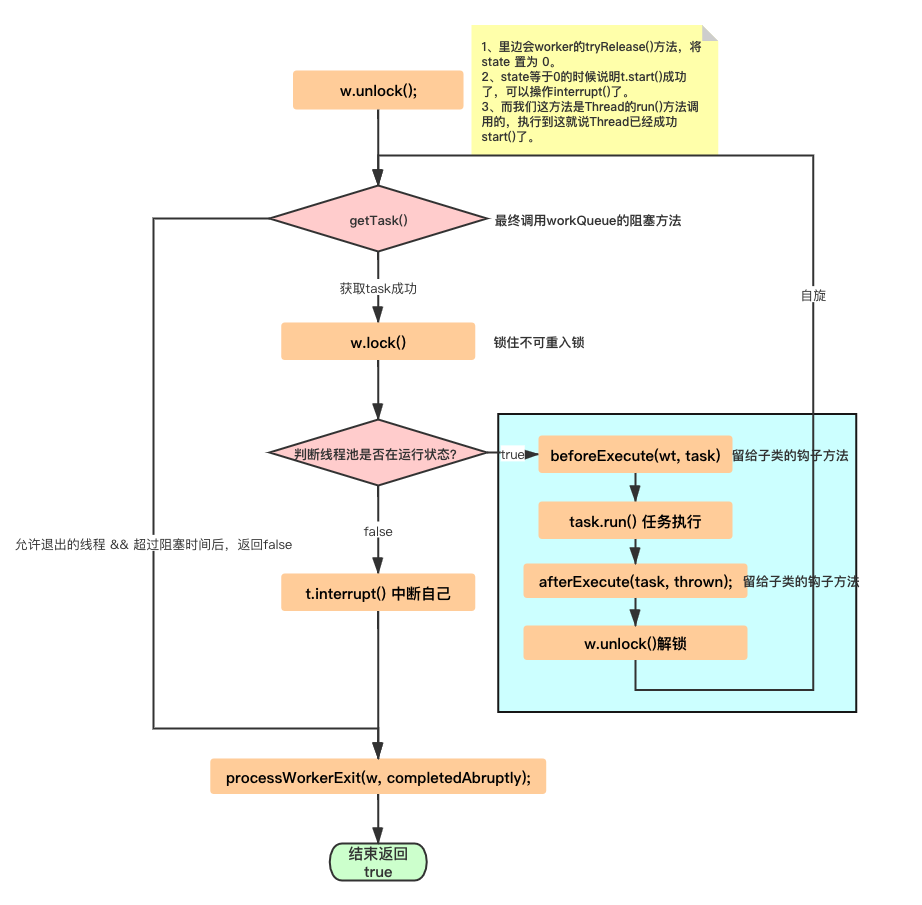 1、里边会worker的tryRelease()方法，将
state 置为 0。
2、state等于0的时候说明t.start()成功
了，可以操作interrupt()了。
3、而我们这方法是Thread的run()方法调
用的，执行到这就说Thread已经成功
start()了。
w.unlock();
getTask()
最终调用workQueue的阻塞方法
获取task成功
自旋
w.lock()
锁住不可重入锁
判断线程池是否在运行状态？
true
beforeExecute(wt, task)
留给子类的钩子方法
task.run() 任务执行
false
允许退出的线程 && 超过阻塞时间后，返回false
t.interrupt() 中断自己
afterExecute(task, thrown);
留给子类的钩子方法
w.unlock()解锁
processWorkerExit(w, completedAbruptly);
结束返回
true